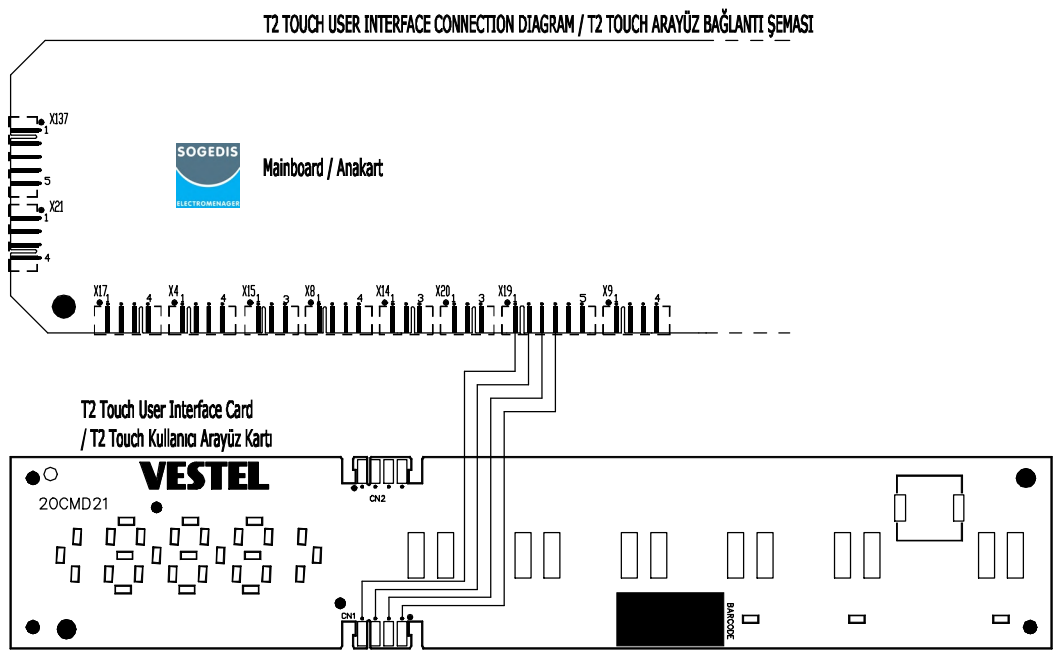 T2 TOUCH USER INTERFACE CONNECTION DIAGRAM / T2 TOUCH ARAYÜZ BAĞLANTI ŞEMASI
X137
1
5
X21
1
4
SOGEDIS
ELECTROMENAGER
Mainboard / Anakart
X17 1 4 X4 1 4 X15 1 3 X8 1 4 X14 1 3 X20 1 3 X19 1 5 X9 1 4
T2 Touch User Interface Card
/ T2 Touch Kullanıcı Arayüz Kartı
VESTEL
20CMD21
CN2
CN1
BARCODE